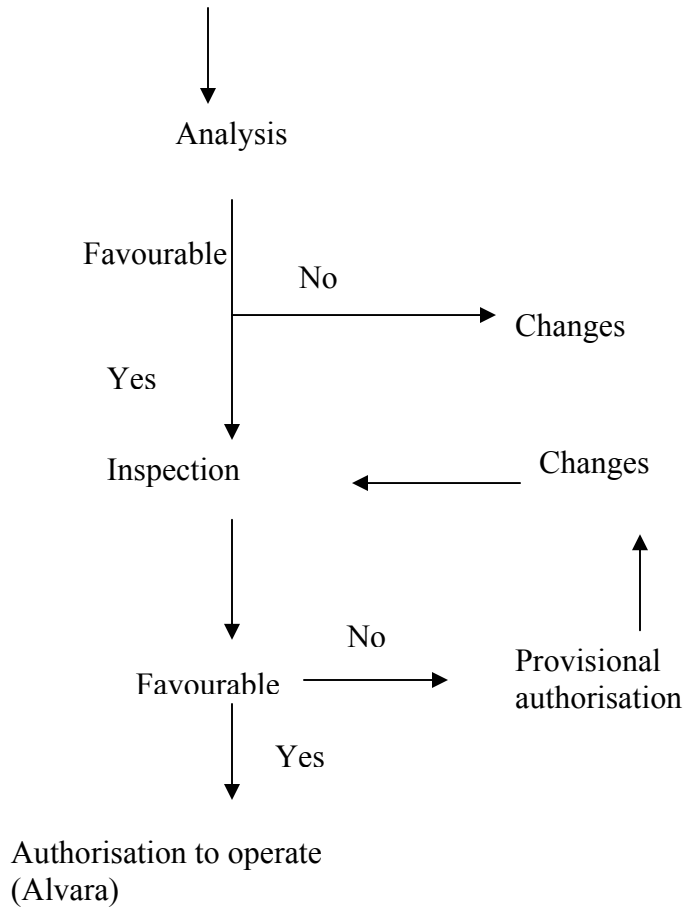 Analysis
Favourable
No
Changes
Yes
Changes
Inspection
No
Provisional
authorisation
Favourable
Yes
Authorisation to operate
(Alvara)